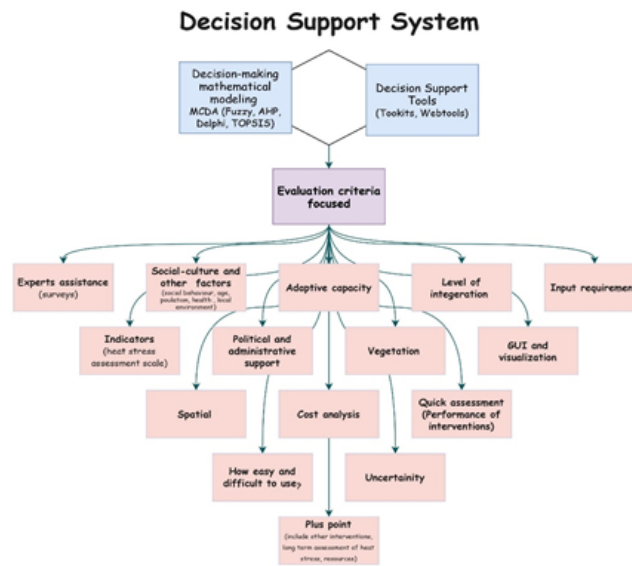 Decision Support System
Decision-making
mathematical
modeling
MCDA (Fuzzy, AHP,
Delphi, TOPSIS)
Decision Support
Tools
(Tookits, Webtools)
Evaluation criteria
focused
Experts assistance
(surveys)
Social-culture and
other factors
(social behaviour, age,
pouletion, health, local
environment)
Adaptive capacity
Level of
integeration
Input requirement
Indicators
(heat stress
assessment scale)
Political and
administrative
support
Vegetation
GUI and
visualization
Spatial
Cost analysis
Quick assessment
(Performance of
interventions)
How easy and
difficult to use?
Uncertainity
Plus point
(include other interventions,
long term assessment of heat
stress, resources)